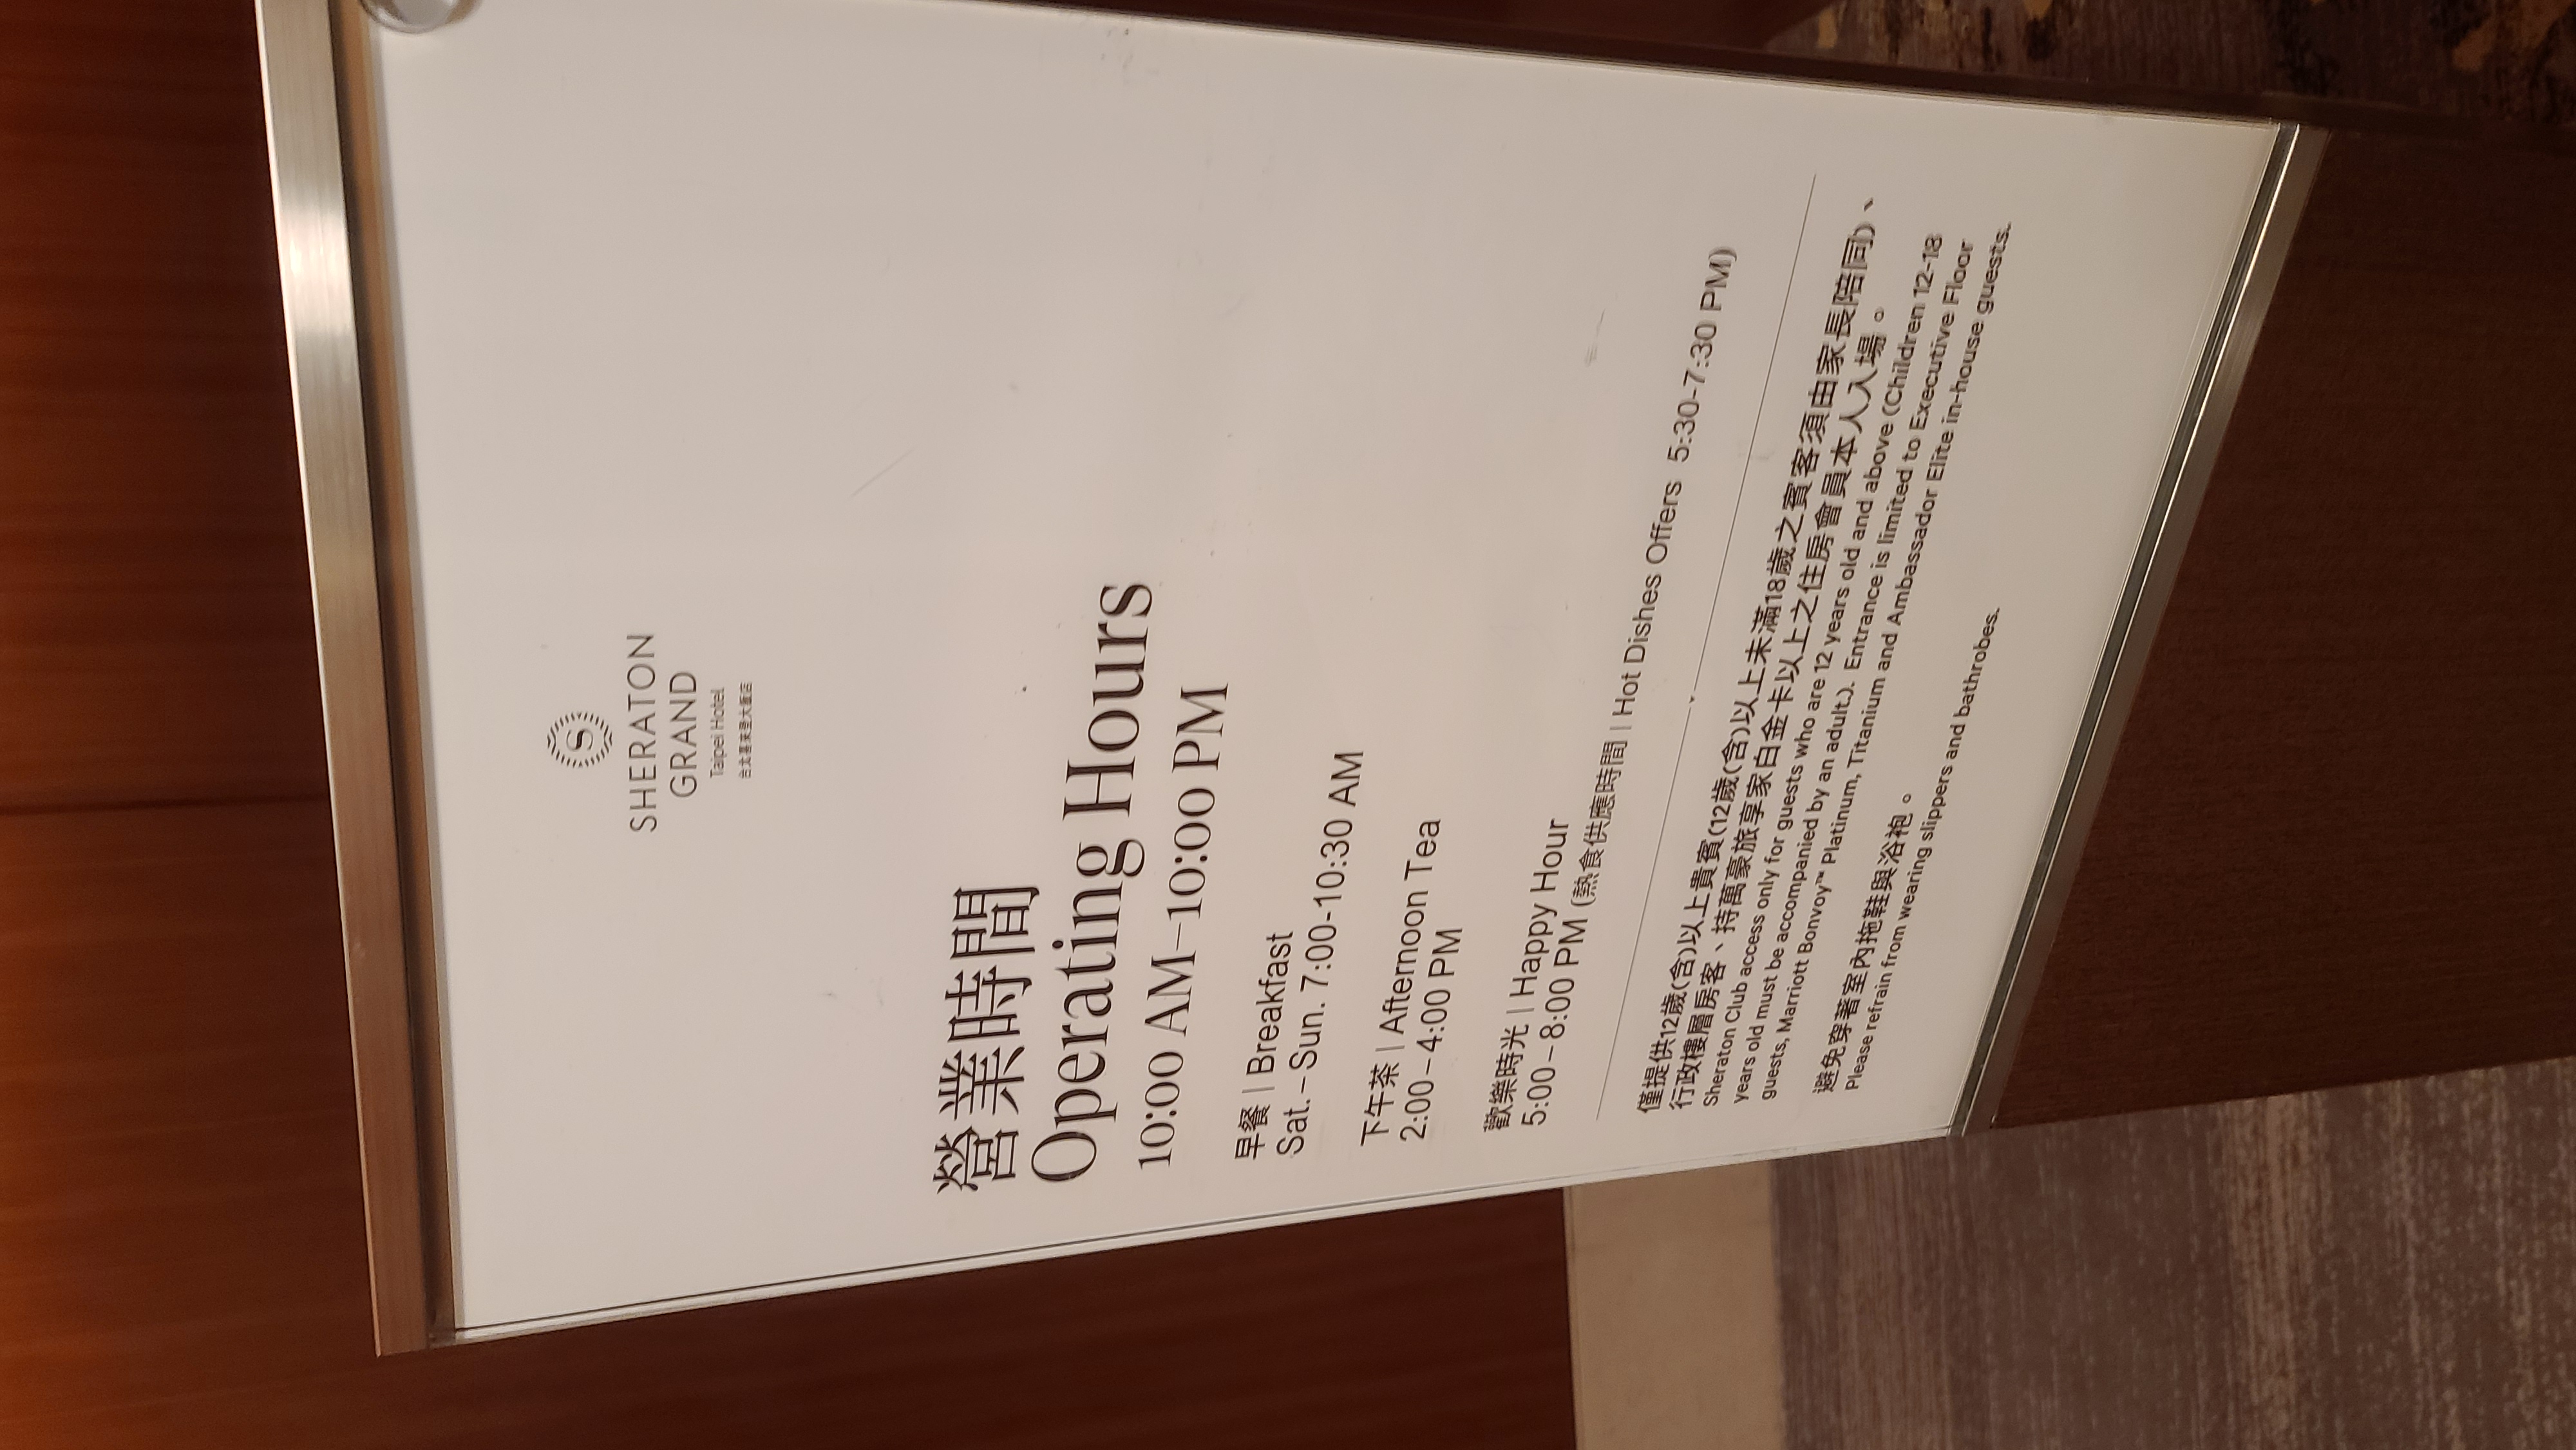 SHERATON
GRAND
Taipei Hotel
台北喜來登大飯店
營業時間
Operating Hours
10:00 AM–10:00 PM
早餐 | Breakfast
Sat. – Sun. 7:00-10:30 AM
下午茶 | Afternoon Tea
2:00 – 4:00 PM
歡樂時光 | Happy Hour
5:00 – 8:00 PM (熱食供應時間 | Hot Dishes Offers 5:30-7:30 PM)
僅提供12歲(含)以上貴賓(12歲(含)以上未滿18歲之賓客須由家長陪同)、
行政樓層房客、持萬豪旅享家白金卡以上之住房會員本人入場。
Sheraton Club access only for guests who are 12 years old and above (Children 12-18
years old must be accompanied by an adult). Entrance is limited to Executive Floor
guests, Marriott Bonvoy™ Platinum, Titanium and Ambassador Elite in-house guests.
避免穿著室內拖鞋與浴袍。
Please refrain from wearing slippers and bathrobes.